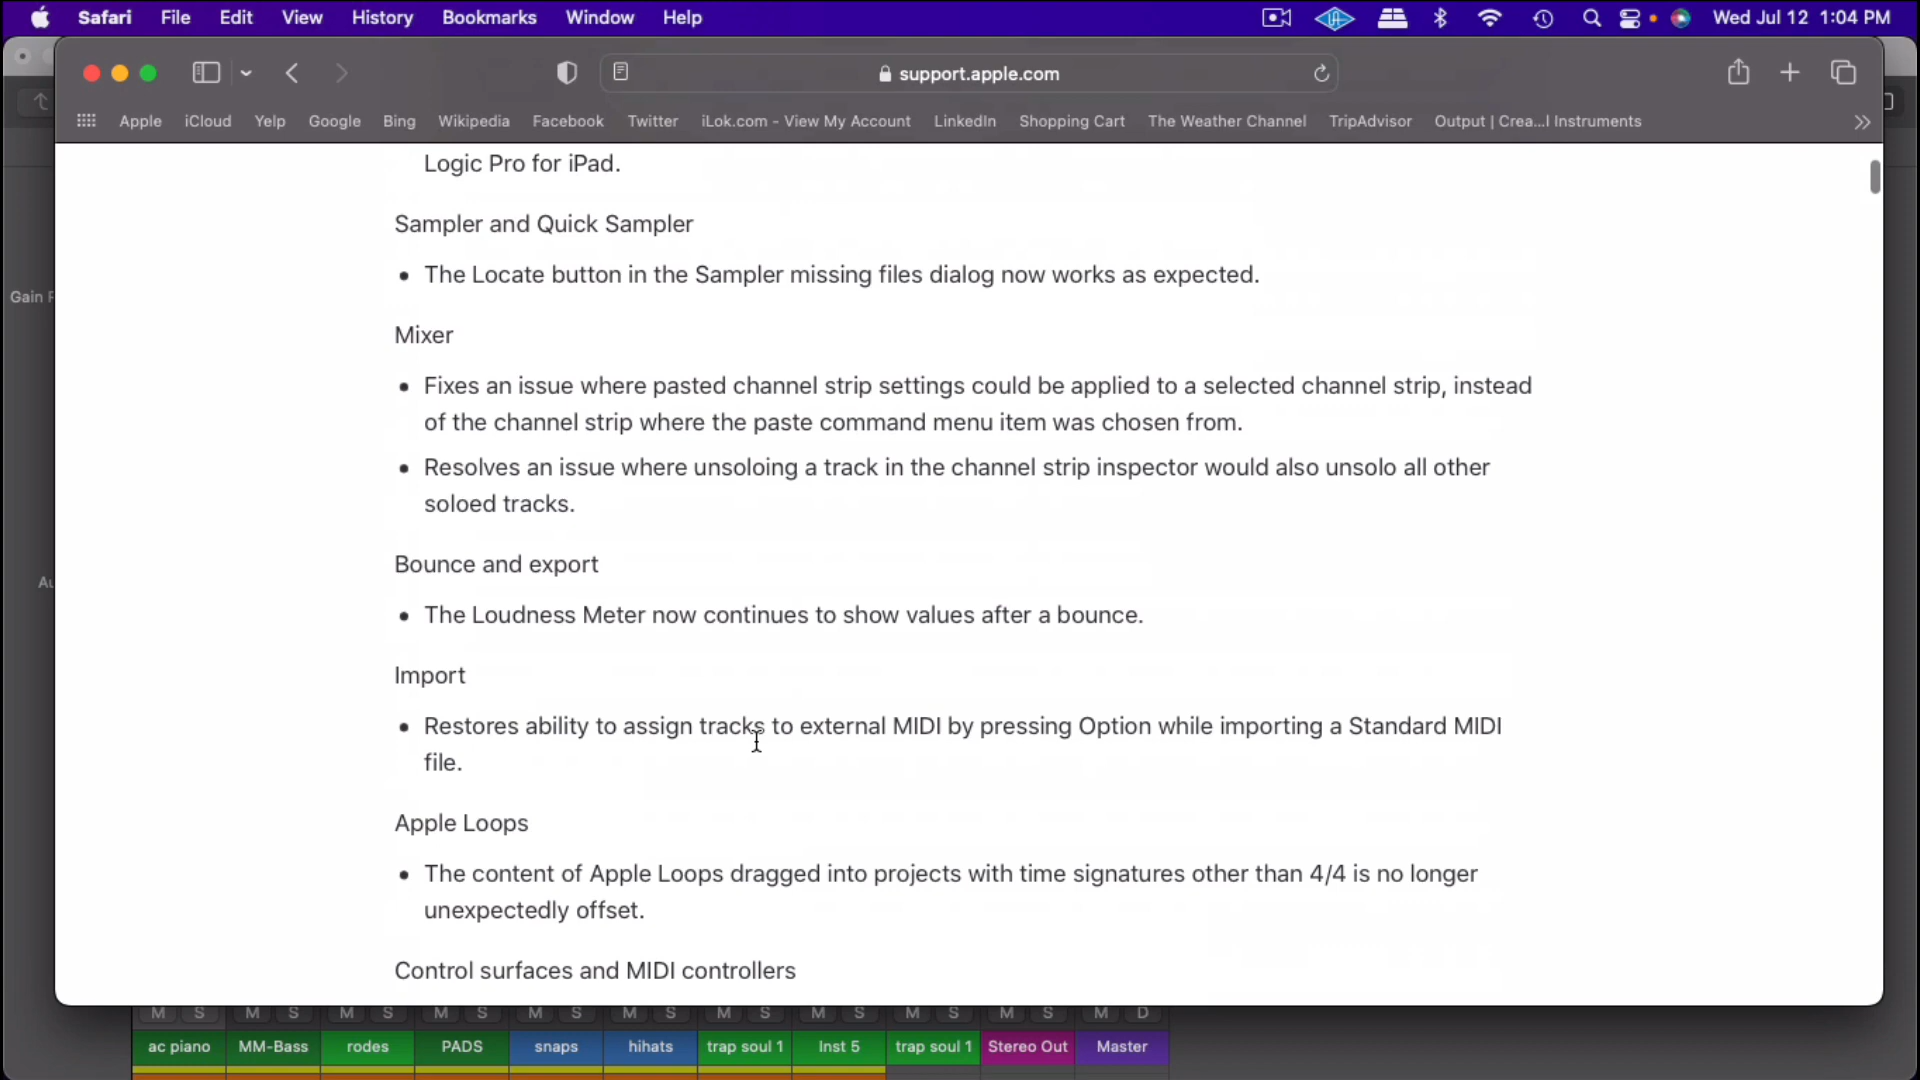 Safari File Edit View History Bookmarks Window Help Wed Jul 12 1:04 PM
support.apple.com
Apple iCloud Yelp Google Bing Wikipedia Facebook Twitter iLok.com - View My Account LinkedIn Shopping Cart The Weather Channel TripAdvisor Output | Crea...l Instruments
Logic Pro for iPad.
Sampler and Quick Sampler
• The Locate button in the Sampler missing files dialog now works as expected.
Gain
Mixer
• Fixes an issue where pasted channel strip settings could be applied to a selected channel strip, instead
of the channel strip where the paste command menu item was chosen from.
• Resolves an issue where unsoloing a track in the channel strip inspector would also unsolo all other
soloed tracks.
Bounce and export
• The Loudness Meter now continues to show values after a bounce.
Import
• Restores ability to assign tracks to external MIDI by pressing Option while importing a Standard MIDI
file.
Apple Loops
• The content of Apple Loops dragged into projects with time signatures other than 4/4 is no longer
unexpectedly offset.
Control surfaces and MIDI controllers
M S M S M S M S M S M S M S M S M S M S M D
ac piano MM-Bass rodes PADS snaps hihats trap soul 1 Inst 5 trap soul 1 Stereo Out Master